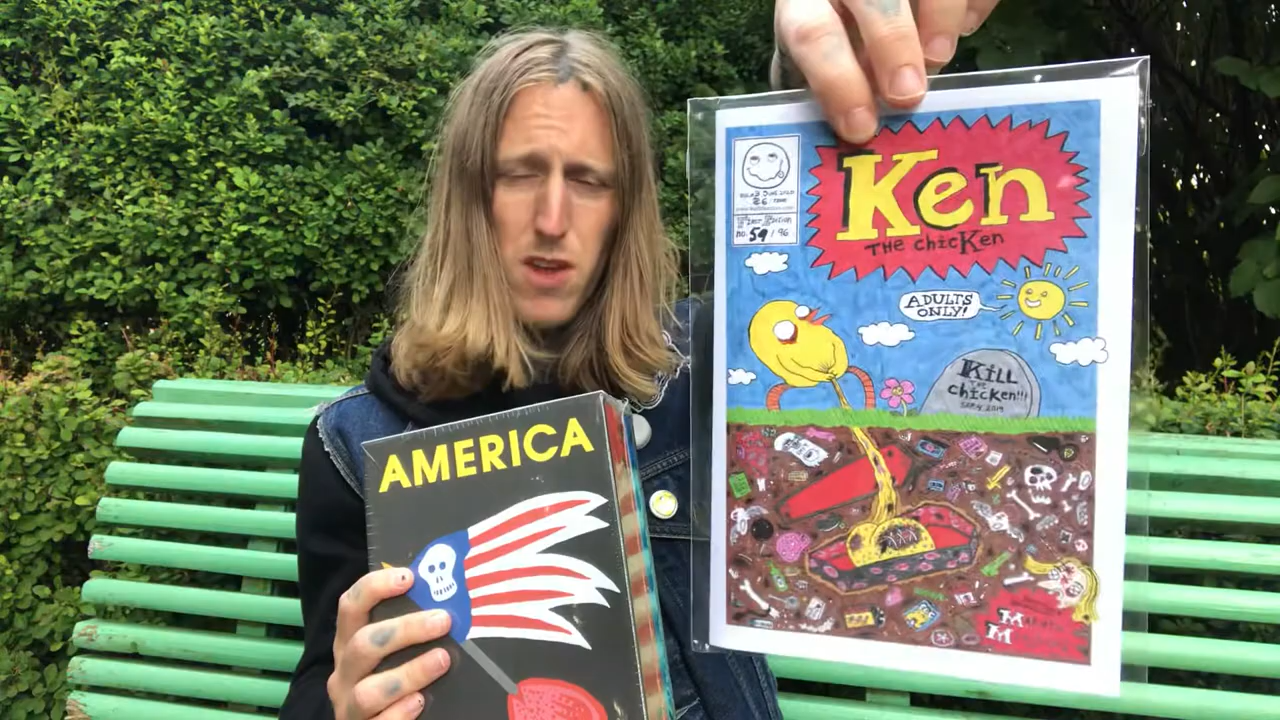 AMERICA
Ken
THE chicKen
no. 59/96
ADULTS
ONLY!
KiLL
THE
chicKen!!!